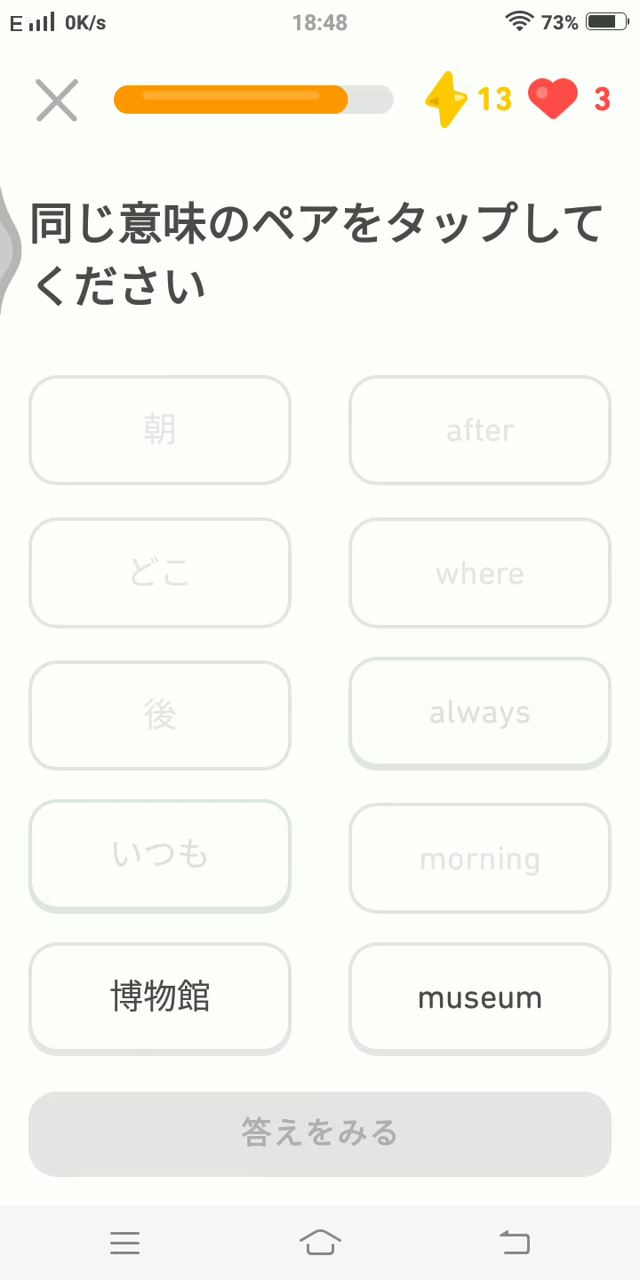 E 0K/s 18:48 73%
13 3
同じ意味のペアをタップして
ください
朝 after
どこ where
後 always
いつも morning
博物館 museum
答えをみる